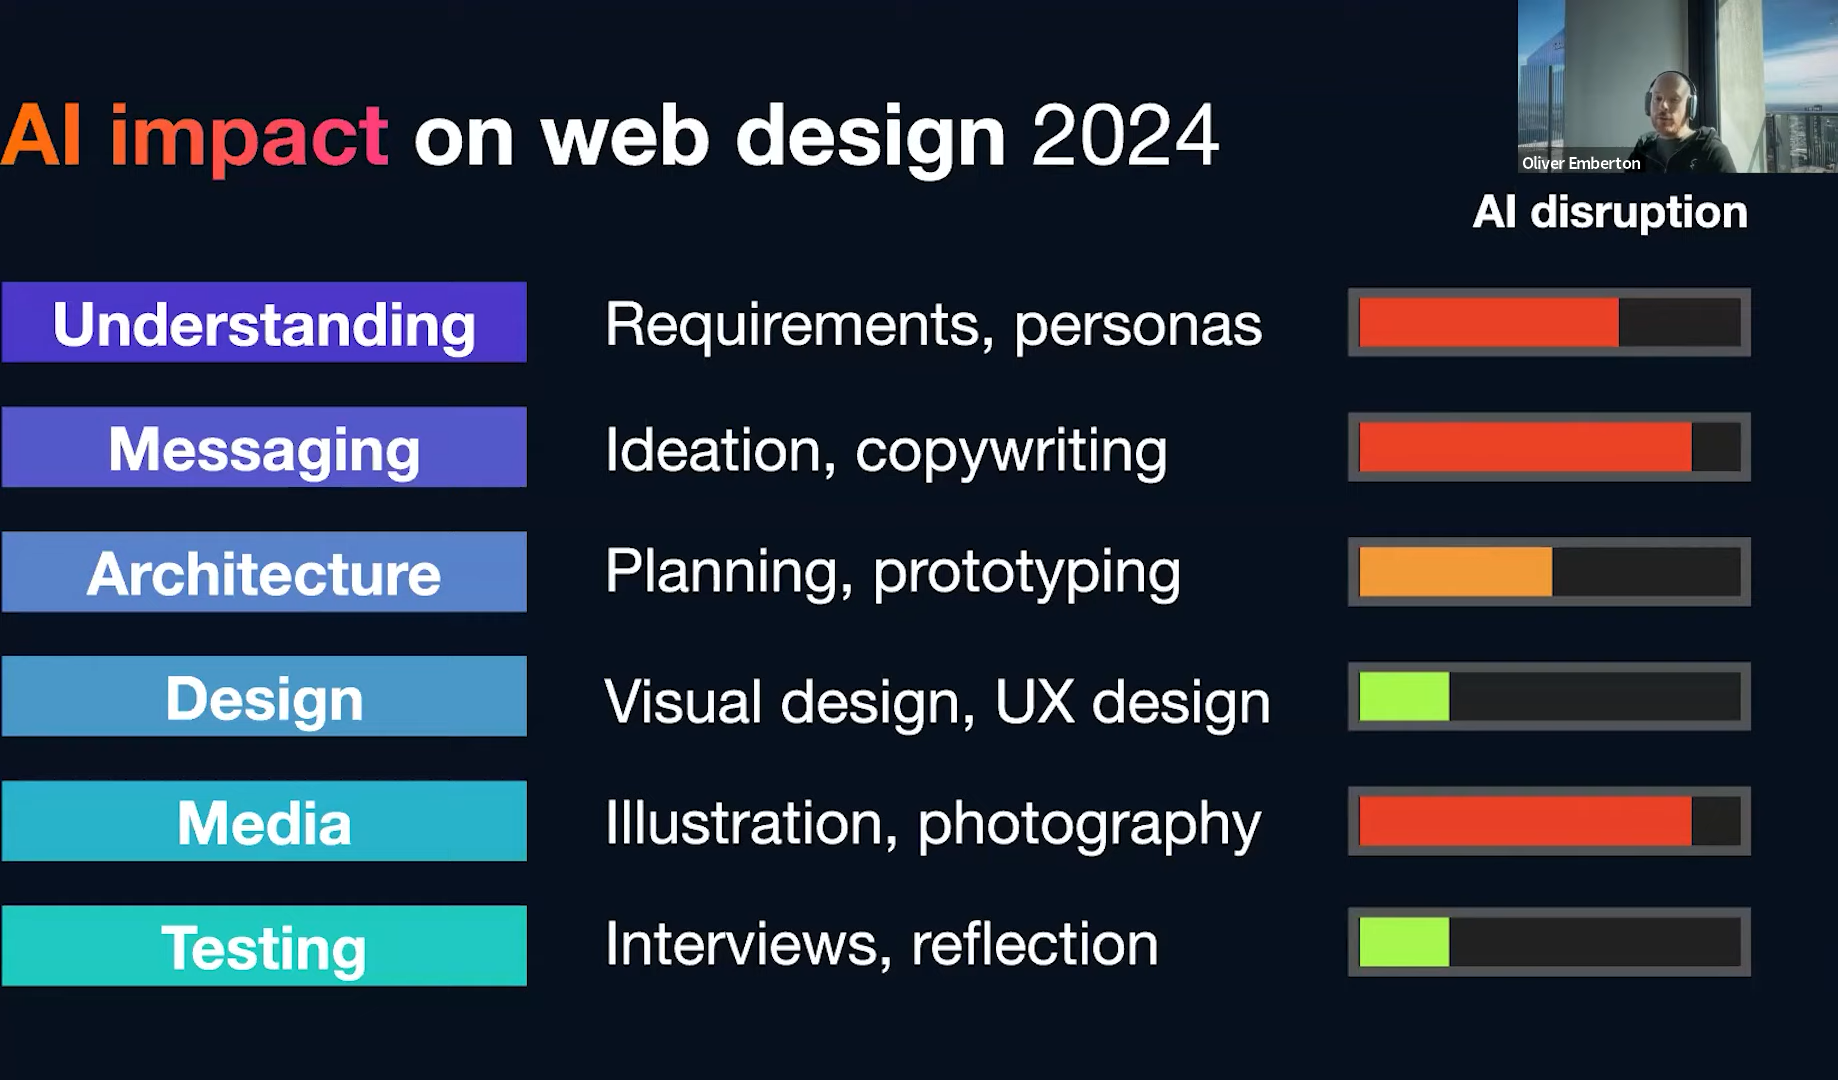 AI impact on web design 2024
Oliver Emberton
AI disruption
Understanding Requirements, personas
Messaging Ideation, copywriting
Architecture Planning, prototyping
Design Visual design, UX design
Media Illustration, photography
Testing Interviews, reflection